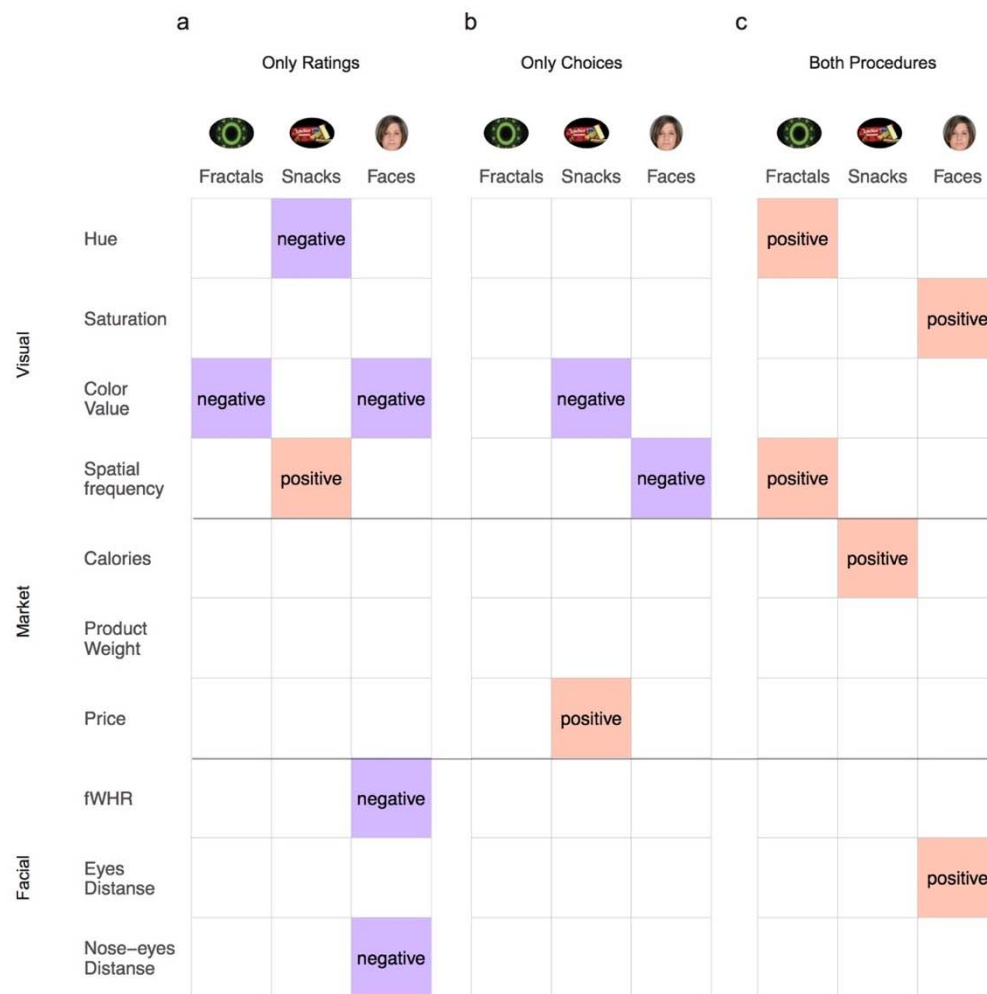 a b c
Only Ratings Only Choices Both Procedures
Fractals Snacks Faces Fractals Snacks Faces Fractals Snacks Faces
Visual
Hue negative positive
Saturation positive
Color
Value negative negative negative
Spatial
frequency positive negative positive
Market
Calories positive
Product
Weight
Price positive
Facial
fWHR negative
Eyes
Distanse positive
Nose–eyes
Distanse negative